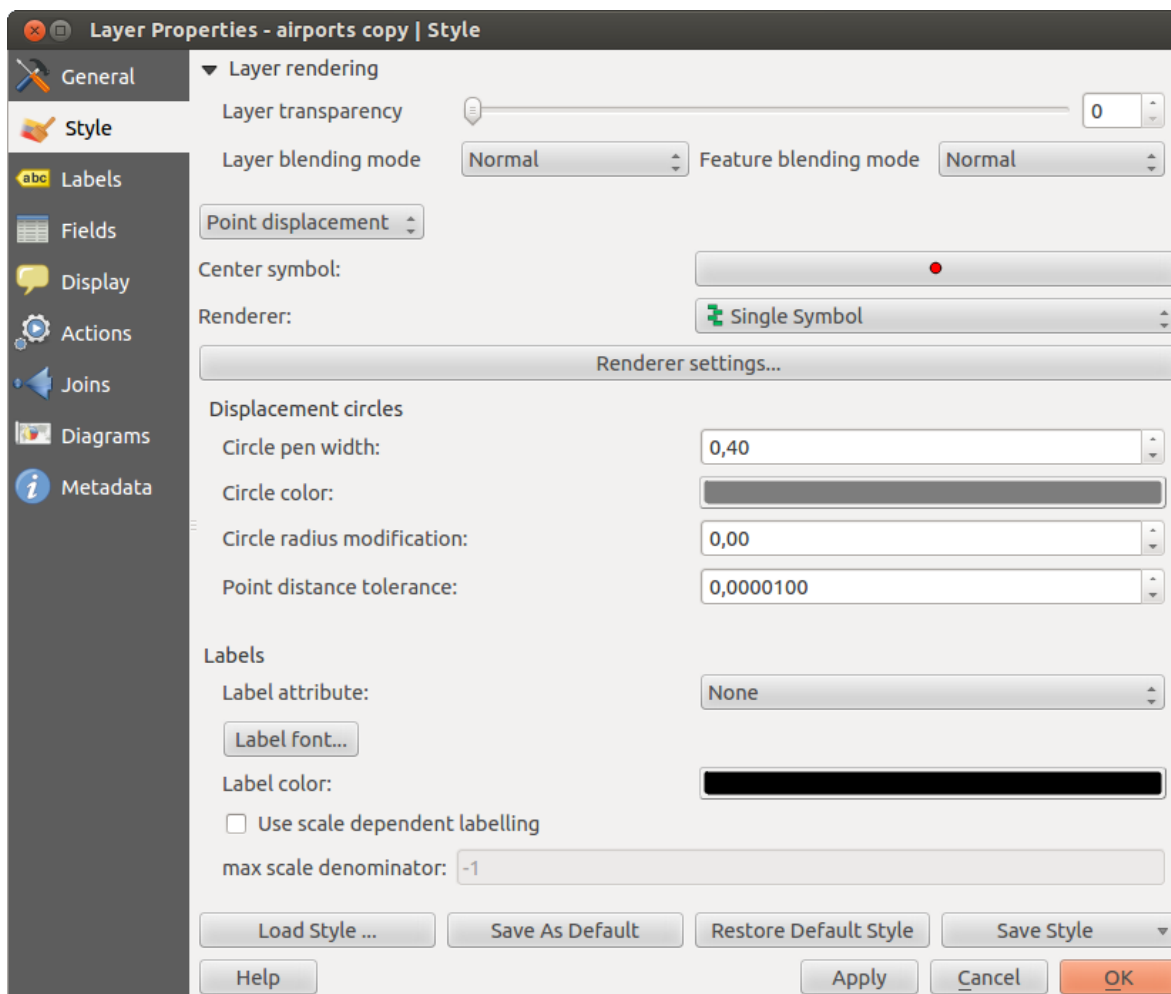 Layer Properties - airports copy | Style
General
Style
abc Labels
Fields
Display
Actions
Joins
Diagrams
i Metadata
Layer rendering
Layer transparency 0
Layer blending mode Normal Feature blending mode Normal
Point displacement
Center symbol:
Renderer: Single Symbol
Renderer settings...
Displacement circles
Circle pen width: 0,40
Circle color:
Circle radius modification: 0,00
Point distance tolerance: 0,0000100
Labels
Label attribute: None
Label font...
Label color:
Use scale dependent labelling
max scale denominator: -1
Load Style ... Save As Default Restore Default Style Save Style
Help Apply Cancel OK